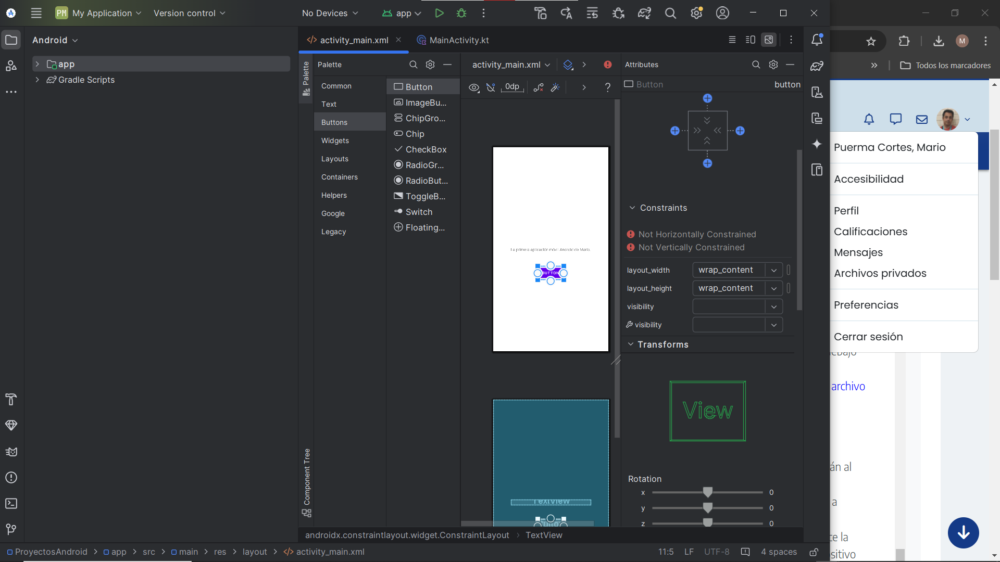 PM My Application
Version control
No Devices
app
Android
app
Gradle Scripts
activity_main.xml
MainActivity.kt
Palette
Component Tree
Palette
Common
Text
Buttons
Widgets
Layouts
Containers
Helpers
Google
Legacy
Button
ImageBu...
ChipGro...
Chip
CheckBox
RadioGr...
RadioBut...
ToggleB...
Switch
Floating...
activity_main.xml
0dp
?
La primera aplicación móvil Android de Mario
BUTTON
TextView
Attributes
Button
button
Constraints
Not Horizontally Constrained
Not Vertically Constrained
layout_width
wrap_content
layout_height
wrap_content
visibility
visibility
Transforms
View
Rotation
x 0
y 0
z 0
androidx.constraintlayout.widget.ConstraintLayout > TextView
ProyectosAndroid > app > src > main > res > layout > activity_main.xml
11:5 LF UTF-8 4 spaces
M
Todos los marcadores
Puerma Cortes, Mario
Accesibilidad
Perfil
Calificaciones
Mensajes
Archivos privados
Preferencias
Cerrar sesión
archivo
án al
a
ce la
sitivo